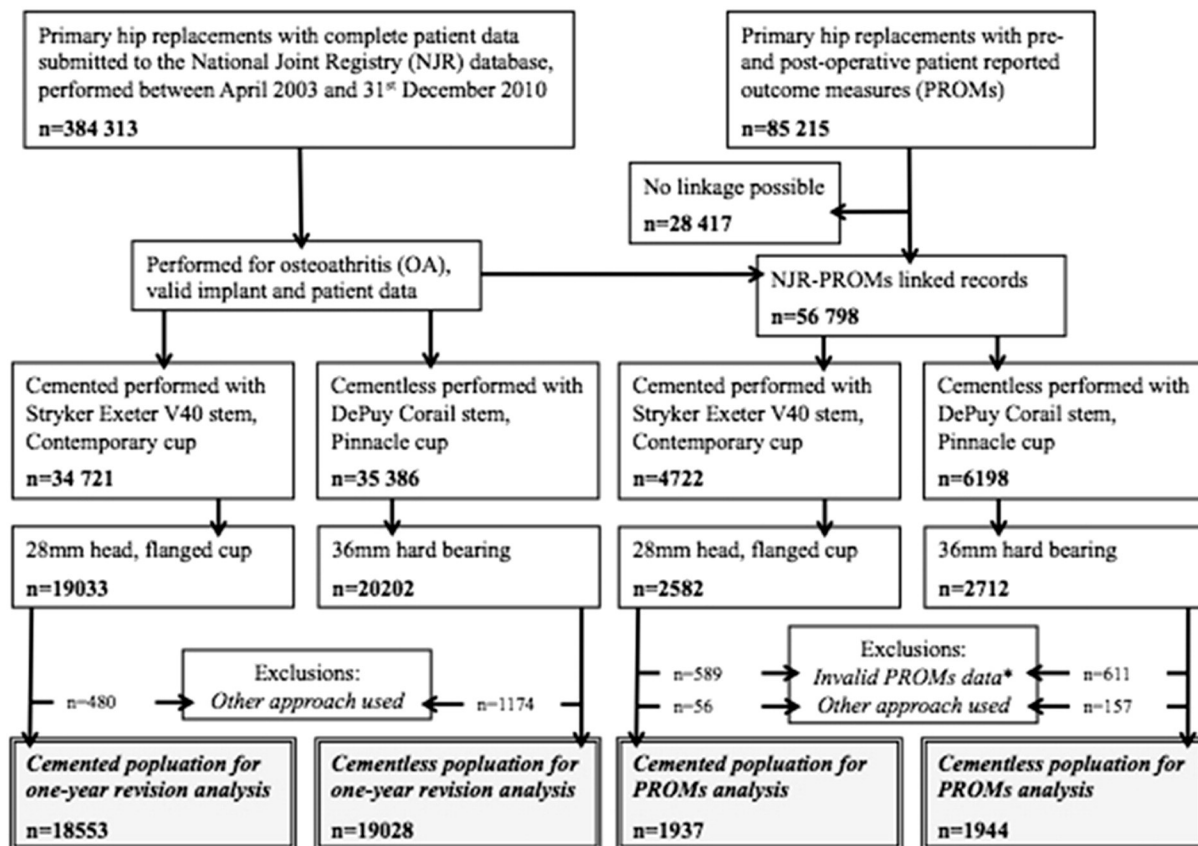 Primary hip replacements with complete patient data
submitted to the National Joint Registry (NJR) database,
performed between April 2003 and 31st December 2010
n=384 313
Primary hip replacements with pre-
and post-operative patient reported
outcome measures (PROMs)
n=85 215
No linkage possible
n=28 417
Performed for osteoathritis (OA),
valid implant and patient data
NJR-PROMs linked records
n=56 798
Cemented performed with
Stryker Exeter V40 stem,
Contemporary cup
n=34 721
Cementless performed with
DePuy Corail stem,
Pinnacle cup
n=35 386
Cemented performed with
Stryker Exeter V40 stem,
Contemporary cup
n=4722
Cementless performed with
DePuy Corail stem,
Pinnacle cup
n=6198
28mm head, flanged cup
n=19033
36mm hard bearing
n=20202
28mm head, flanged cup
n=2582
36mm hard bearing
n=2712
n=480
Exclusions:
Other approach used
n=1174
n=589
n=56
Exclusions:
Invalid PROMs data*
Other approach used
n=611
n=157
Cemented popluation for
one-year revision analysis
n=18553
Cementless popluation for
one-year revision analysis
n=19028
Cemented popluation for
PROMs analysis
n=1937
Cementless popluation for
PROMs analysis
n=1944